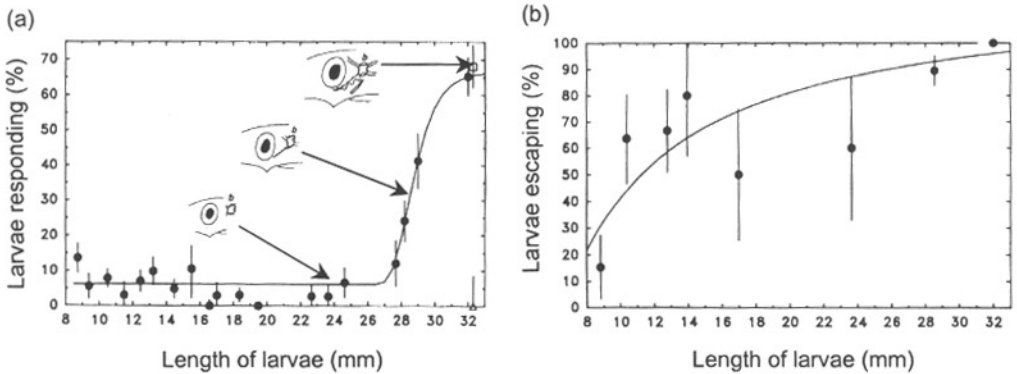 (a)
Larvae responding (%)
70
60
50
40
30
20
10
0
8 10 12 14 16 18 20 22 24 26 28 30 32
Length of larvae (mm)
b
b
b
(b)
Larvae escaping (%)
100
90
80
70
60
50
40
30
20
10
0
8 10 12 14 16 18 20 22 24 26 28 30 32
Length of larvae (mm)